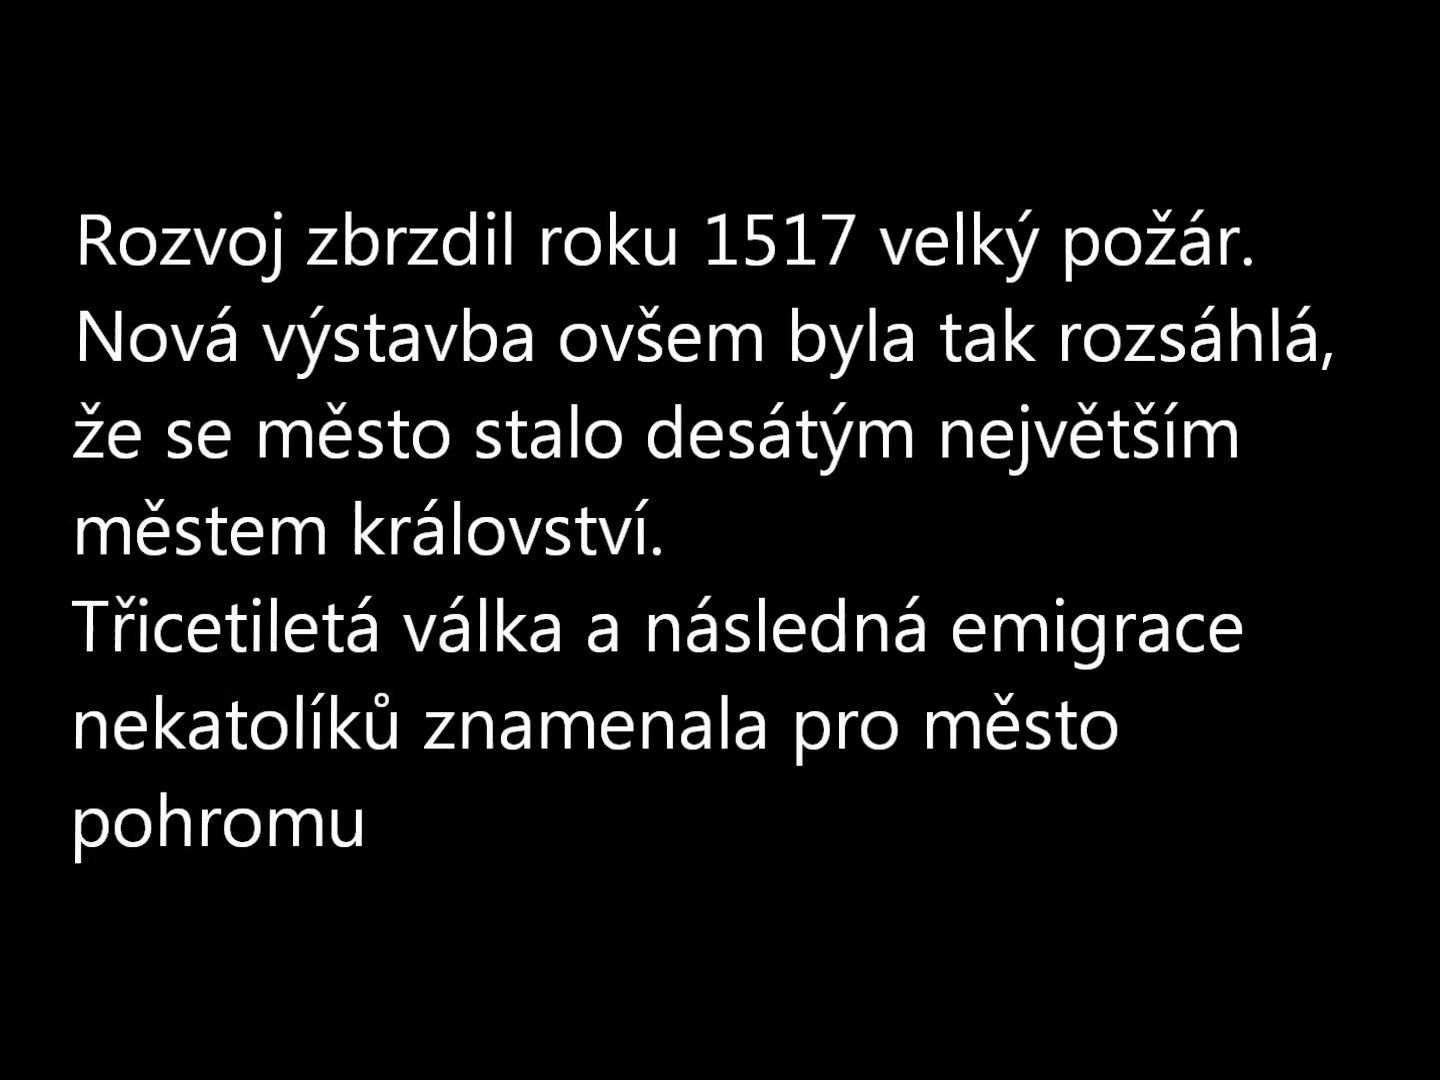 Rozvoj zbrzdil roku 1517 velký požár.
Nová výstavba ovšem byla tak rozsáhlá,
že se město stalo desátým největším
městem království.
Třicetiletá válka a následná emigrace
nekatolíků znamenala pro město
pohromu